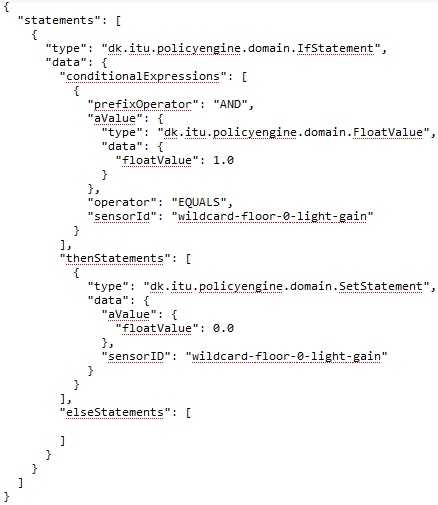 {
  "statements": [
    {
      "type": "dk.itu.policyengine.domain.IfStatement",
      "data": {
        "conditionalExpressions": [
          {
            "prefixOperator": "AND",
            "aValue": {
              "type": "dk.itu.policyengine.domain.FloatValue",
              "data": {
                "floatValue": 1.0
              }
            },
            "operator": "EQUALS",
            "sensorId": "wildcard-floor-0-light-gain"
          }
        ],
        "thenStatements": [
          {
            "type": "dk.itu.policyengine.domain.SetStatement",
            "data": {
              "aValue": {
                "floatValue": 0.0
              },
              "sensorID": "wildcard-floor-0-light-gain"
            }
          }
        ],
        "elseStatements": [

        ]
      }
    }
  ]
}